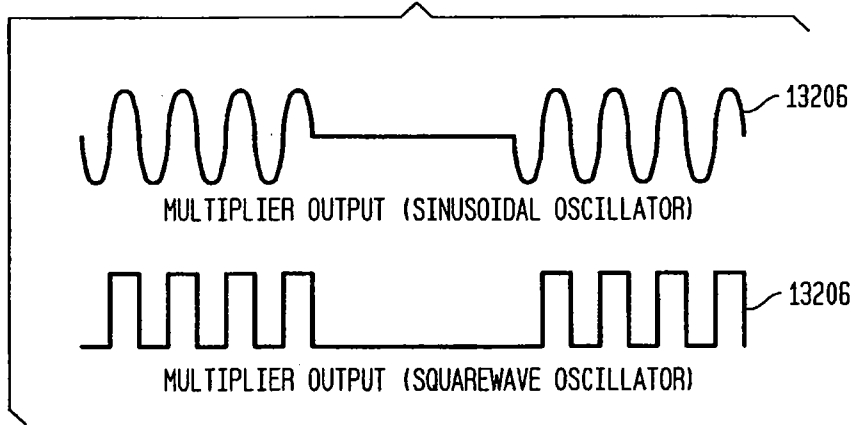 13206
MULTIPLIER OUTPUT (SINUSOIDAL OSCILLATOR)
13206
MULTIPLIER OUTPUT (SQUAREWAVE OSCILLATOR)